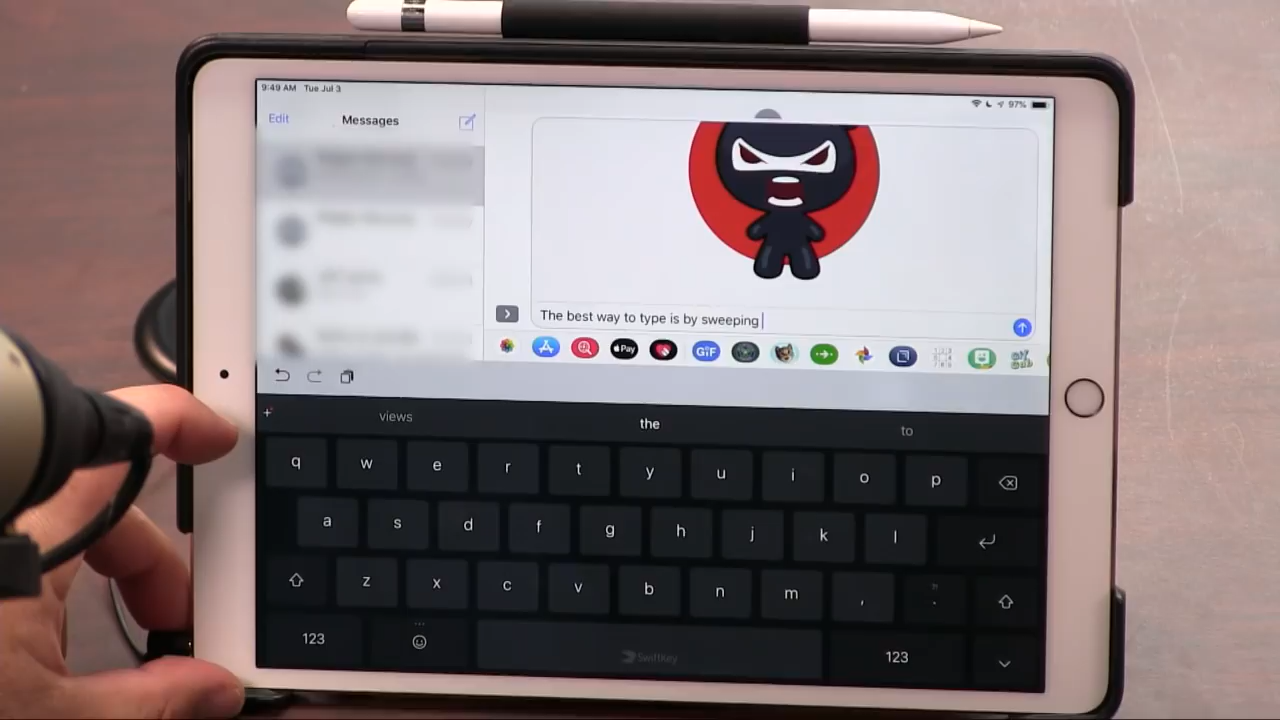 9:49 AM Tue Jul 3
97%
Edit
Messages
The best way to type is by sweeping
Pay
GIF
views
the
to
q w e r t y u i o p
a s d f g h j k l
z x c v b n m , .
123
SwiftKey
123